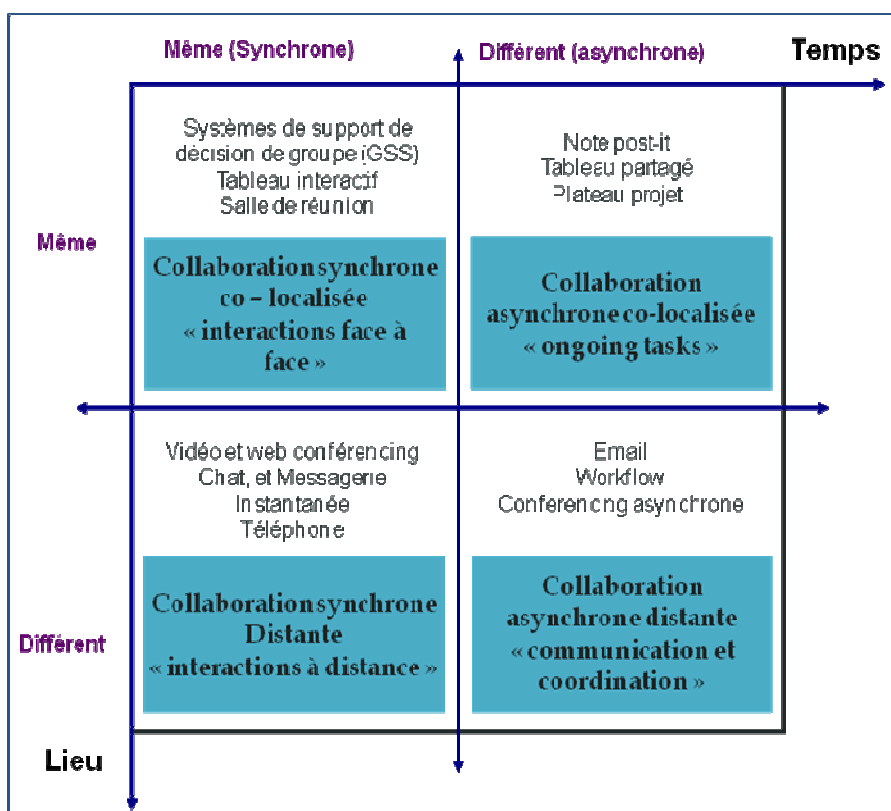 Même (Synchrone)
Différent (asynchrone)
Temps
Systèmes de support de
décision de groupe (GSS)
Tableau interactif
Salle de réunion
Note post-it
Tableau partagé
Plateau projet
Même
Collaboration synchrone
co – localisée
« interactions face à
face »
Collaboration
asynchrone co-localisée
« ongoing tasks »
Vidéo et web conférencing
Chat, et Messagerie
Instantanée
Téléphone
Email
Workflow
Conferencing asynchrone
Différent
Collaboration synchrone
Distante
« interactions à distance »
Collaboration
asynchrone distante
« communication et
coordination »
Lieu